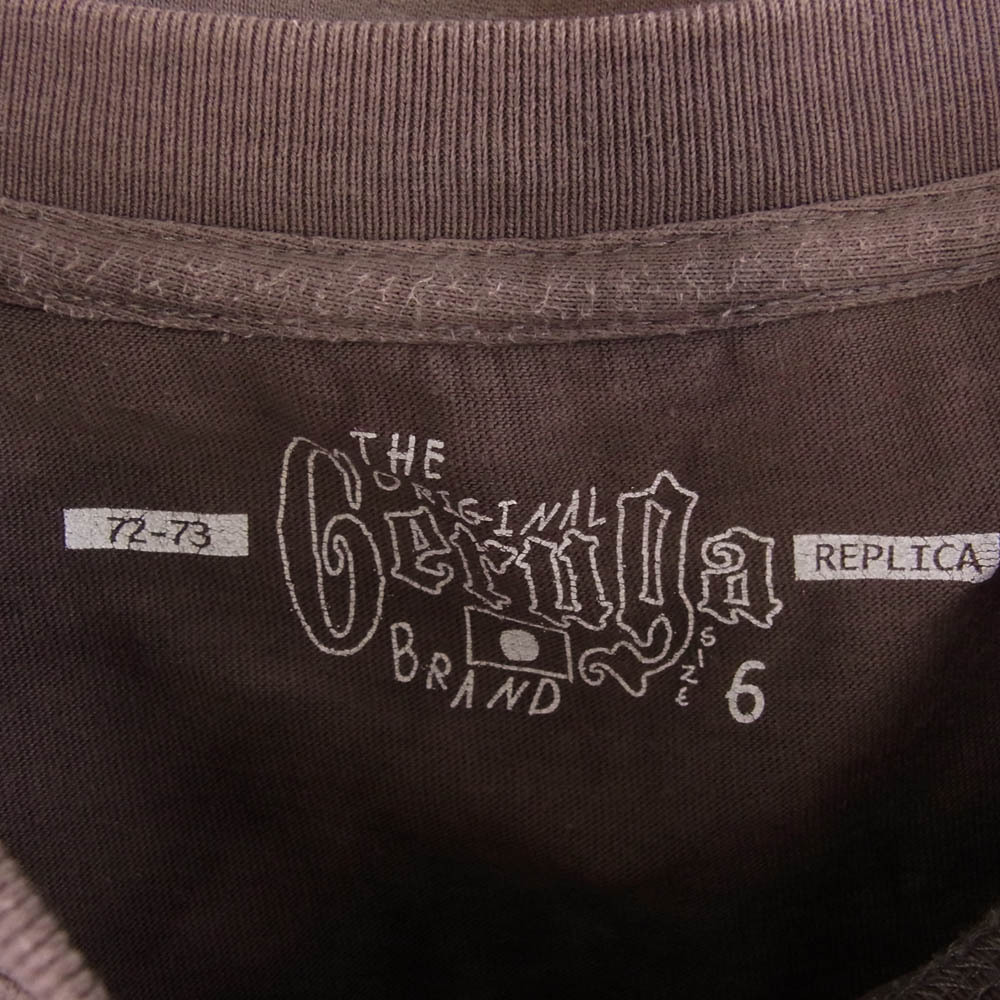 THE
ORIGINAL
Geruga
BRAND
SIZE
6
72-73
REPLICA